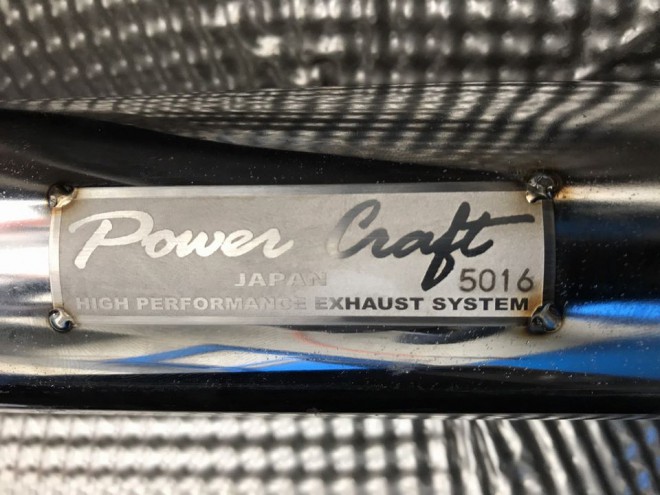 Power Craft
JAPAN 5016
HIGH PERFORMANCE EXHAUST SYSTEM